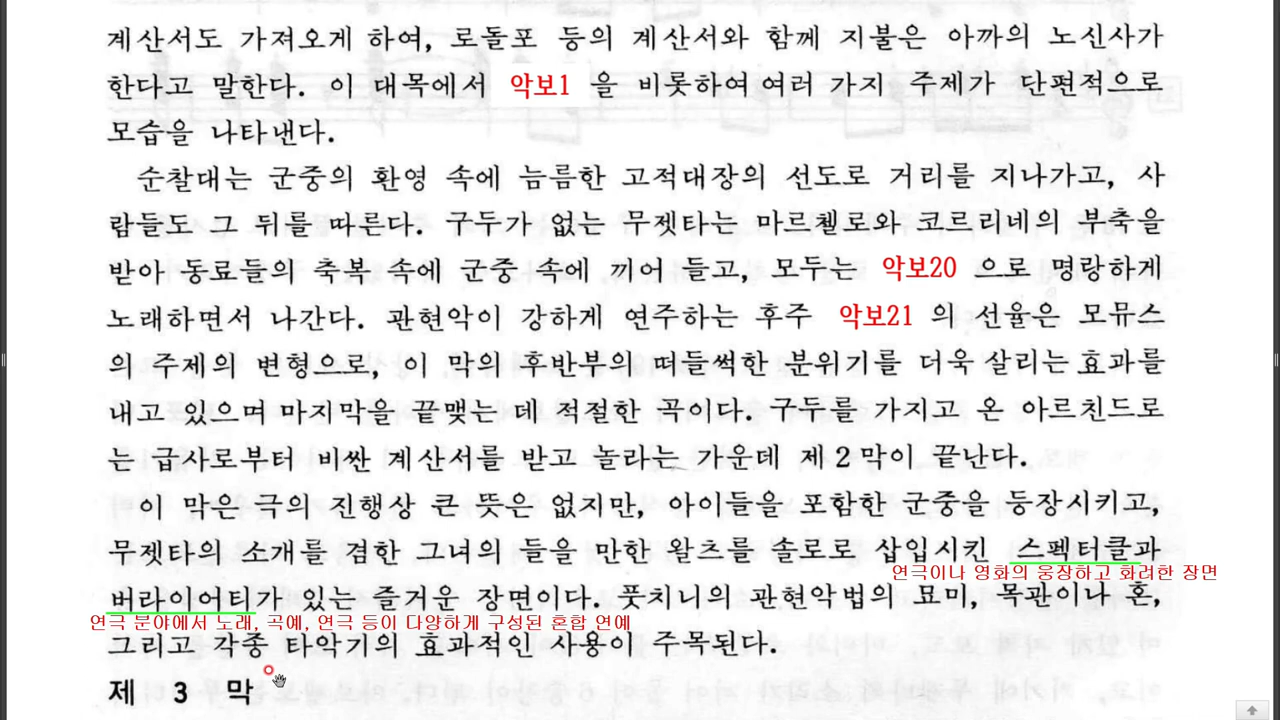 계산서도 가져오게 하여, 로돌포 등의 계산서와 함께 지불은 아까의 노신사가
한다고 말한다. 이 대목에서 악보1 을 비롯하여 여러 가지 주제가 단편적으로
모습을 나타낸다.
순찰대는 군중의 환영 속에 늠름한 고적대장의 선도로 거리를 지나가고, 사
람들도 그 뒤를 따른다. 구두가 없는 무젯타는 마르첼로와 코르리네의 부축을
받아 동료들의 축복 속에 군중 속에 끼어 들고, 모두는 악보20 으로 명랑하게
노래하면서 나간다. 관현악이 강하게 연주하는 후주 악보21 의 선율은 모뮤스
의 주제의 변형으로, 이 막의 후반부의 떠들썩한 분위기를 더욱 살리는 효과를
내고 있으며 마지막을 끝맺는 데 적절한 곡이다. 구두를 가지고 온 아르친드로
는 급사로부터 비싼 계산서를 받고 놀라는 가운데 제 2 막이 끝난다.
이 막은 극의 진행상 큰 뜻은 없지만, 아이들을 포함한 군중을 등장시키고,
무젯타의 소개를 겸한 그녀의 들을 만한 왈츠를 솔로로 삽입시킨 스펙터클과
연극이나 영화의 웅장하고 화려한 장면
버라이어티가 있는 즐거운 장면이다. 풋치니의 관현악법의 묘미, 목관이나 혼,
연극 분야에서 노래, 곡예, 연극 등이 다양하게 구성된 혼합 연예
그리고 각종 타악기의 효과적인 사용이 주목된다.
제 3 막